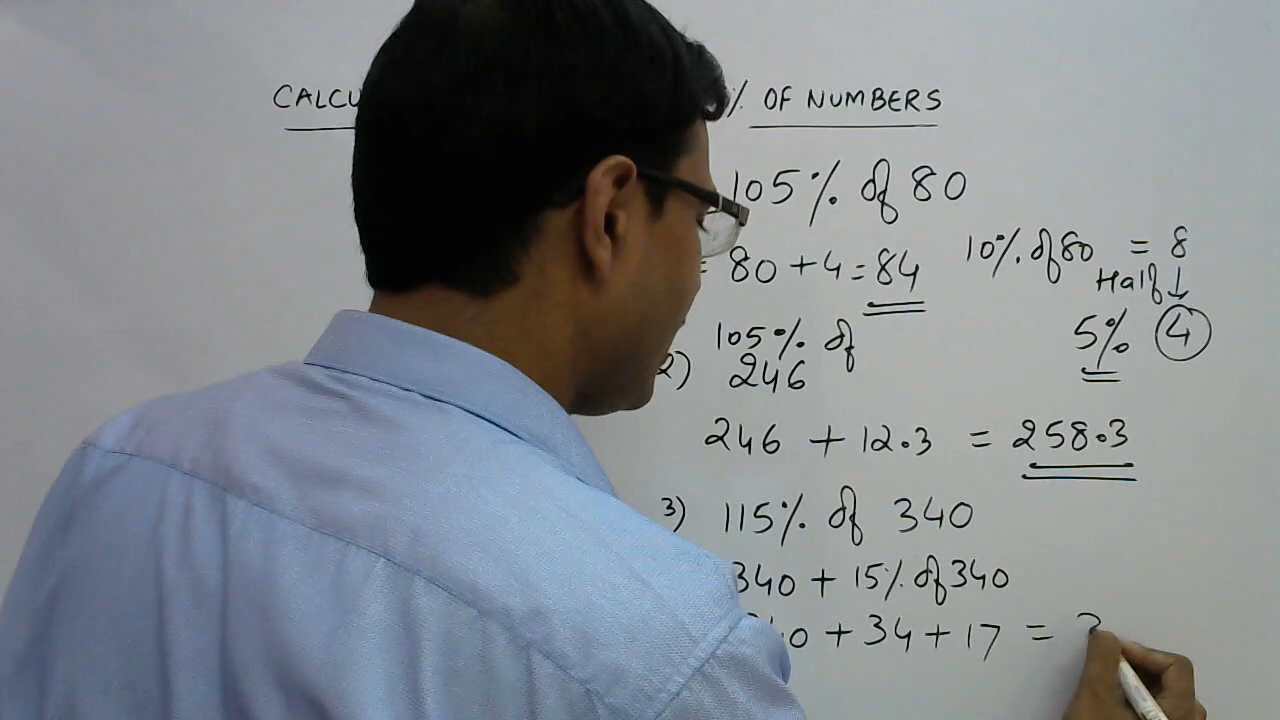 CALCU % OF NUMBERS
105% of 80
= 80 + 4 = 84
10% of 80 = 8
Half ↓
5% 4
2) 105% of
246
246 + 12.3 = 258.3
3) 115% of 340
340 + 15% of 340
+ 34 + 17 =